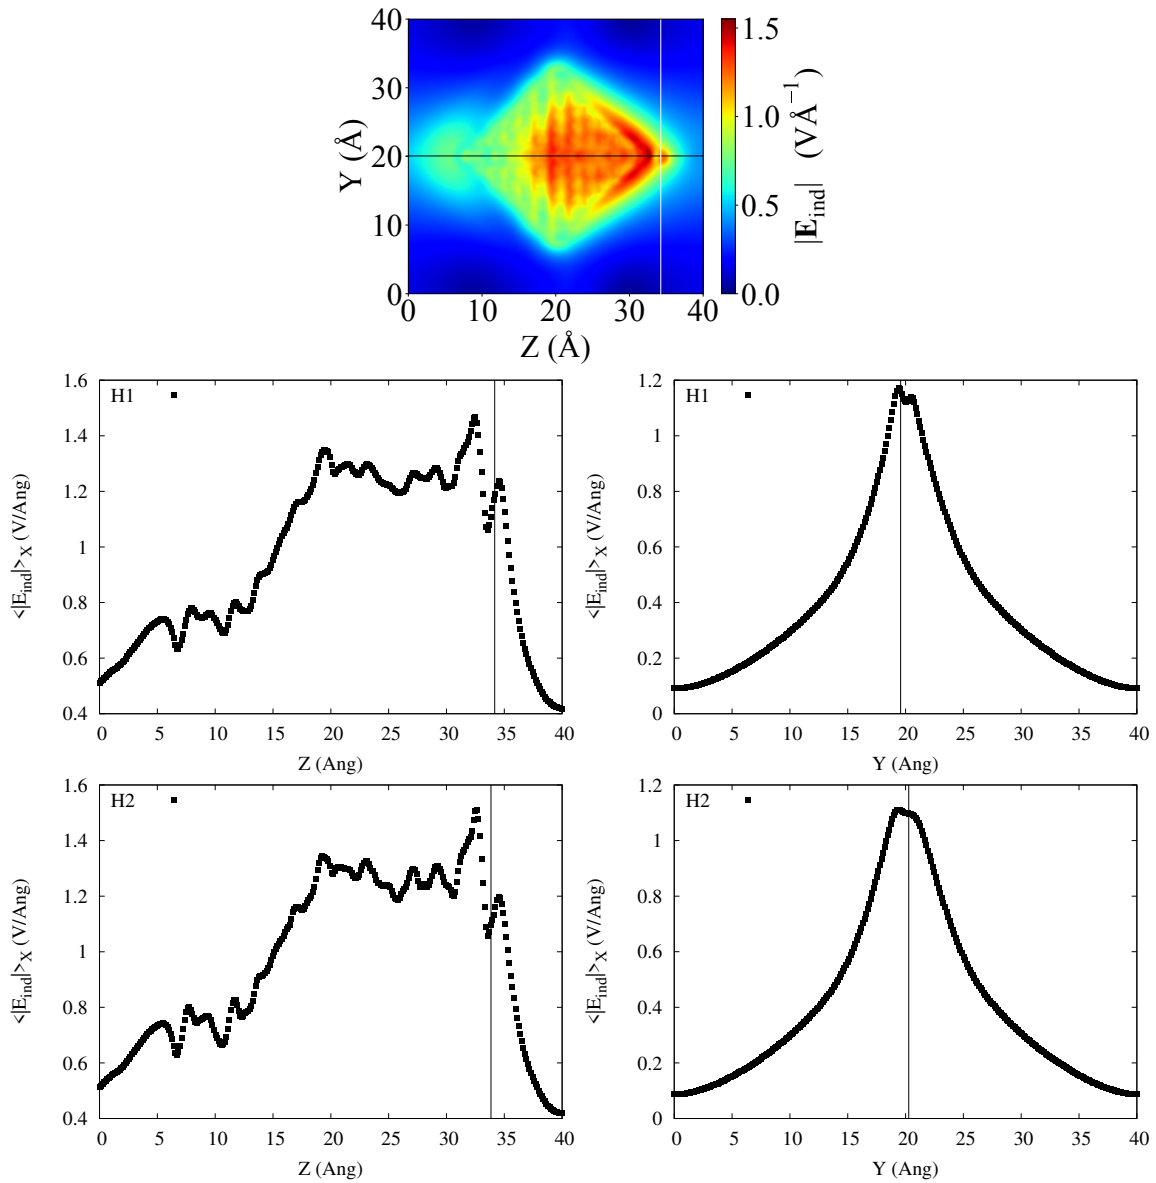 40
30
20
10
0
Y (Å)
0 10 20 30 40
Z (Å)
1.5
1.0
0.5
0.0
|E_ind| (VÅ⁻¹)
H1
1.6
1.4
1.2
1
0.8
0.6
0.4
<|E_ind|>_X (V/Ang)
0 5 10 15 20 25 30 35 40
Z (Ang)
H1
1.2
1
0.8
0.6
0.4
0.2
0
<|E_ind|>_X (V/Ang)
0 5 10 15 20 25 30 35 40
Y (Ang)
H2
1.6
1.4
1.2
1
0.8
0.6
0.4
<|E_ind|>_X (V/Ang)
0 5 10 15 20 25 30 35 40
Z (Ang)
H2
1.2
1
0.8
0.6
0.4
0.2
0
<|E_ind|>_X (V/Ang)
0 5 10 15 20 25 30 35 40
Y (Ang)